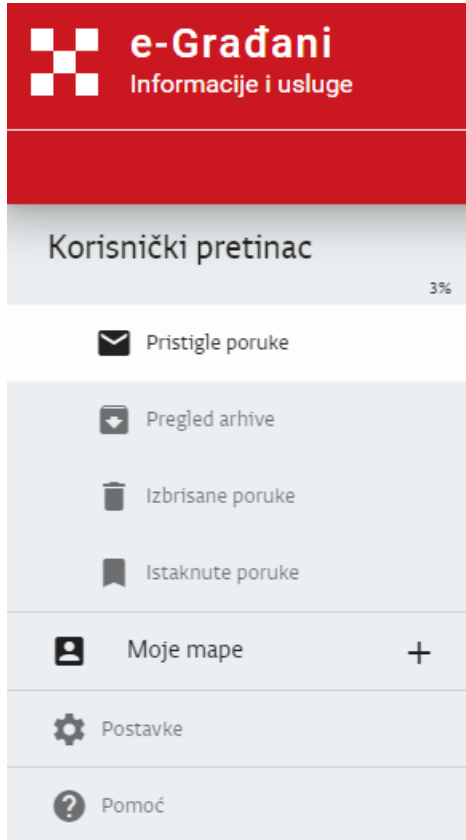 e-Građani
Informacije i usluge
Korisnički pretinac
3%
Pristigle poruke
Pregled arhive
Izbrisane poruke
Istaknute poruke
Moje mape
Postavke
Pomoć